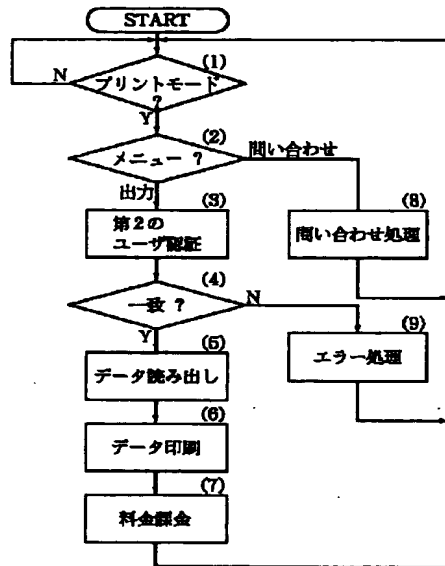 START
(1)
N
プリントモード
?
Y
(2)
メニュー ?
問い合わせ
出力
(3)
第2の
ユーザ認証
(8)
問い合わせ処理
(4)
一致 ?
N
Y
(9)
エラー処理
(5)
データ読み出し
(6)
データ印刷
(7)
料金課金